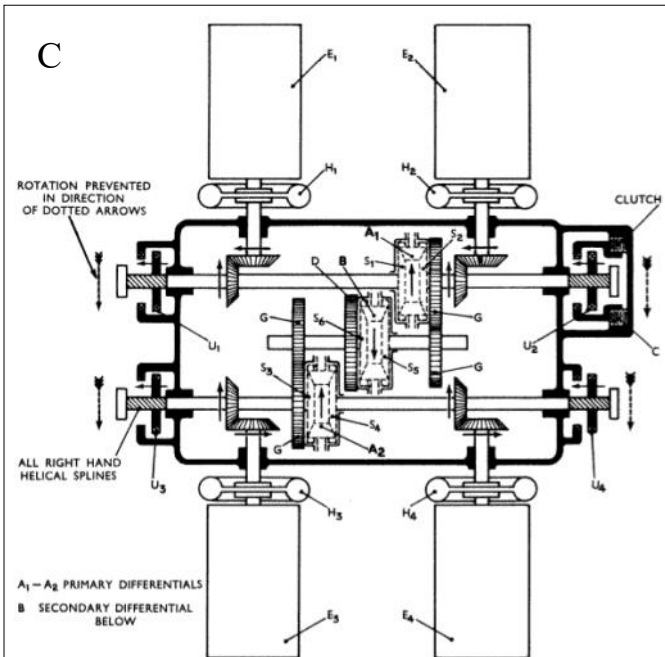 C
E₁
E₂
H₁
H₂
ROTATION PREVENTED
IN DIRECTION
OF DOTTED ARROWS
CLUTCH
A₁
S₂
S₁
D
B
G
S₆
G
U₁
U₂
C
S₃
S₅
G
S₄
G
A₂
ALL RIGHT HAND
HELICAL SPLINES
U₃
U₄
H₃
H₄
A₁–A₂ PRIMARY DIFFERENTIALS
B SECONDARY DIFFERENTIAL
BELOW
E₃
E₄